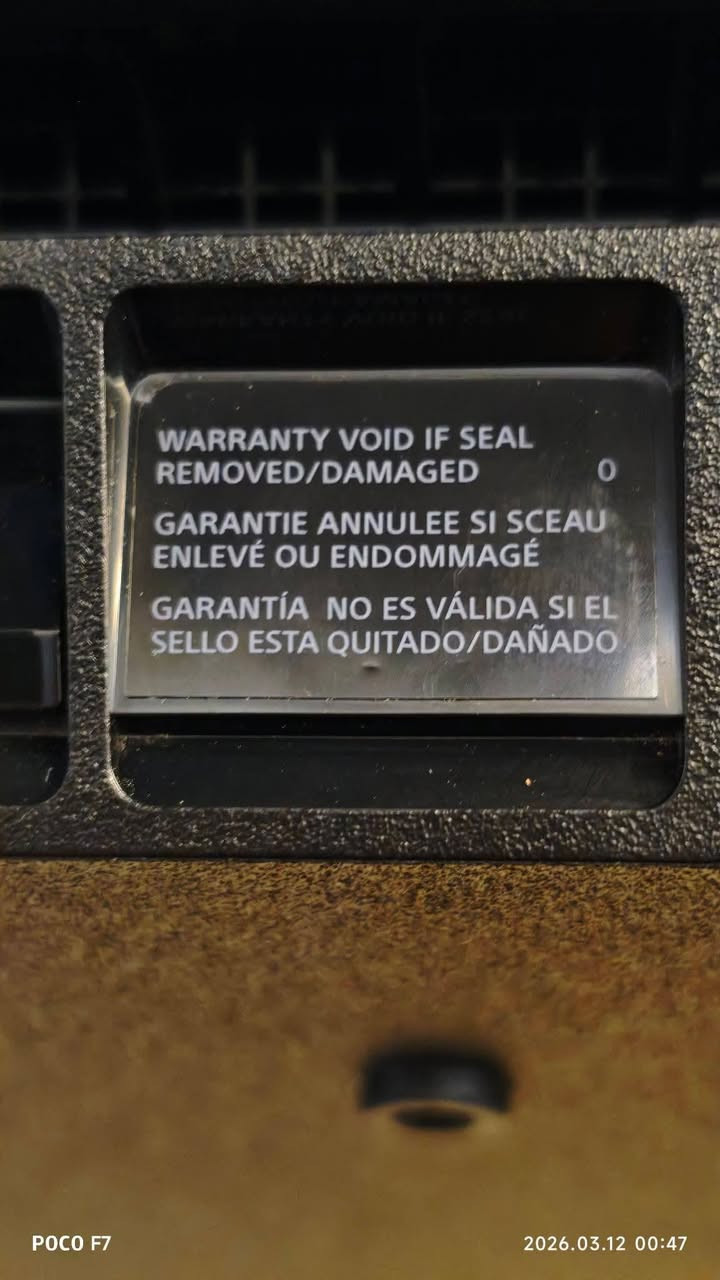 WARRANTY VOID IF SEAL
REMOVED/DAMAGED 0
GARANTIE ANNULEE SI SCEAU
ENLEVÉ OU ENDOMMAGÉ
GARANTÍA NO ES VÁLIDA SI EL
SELLO ESTA QUITADO/DAÑADO
POCO F7
2026.03.12 00:47